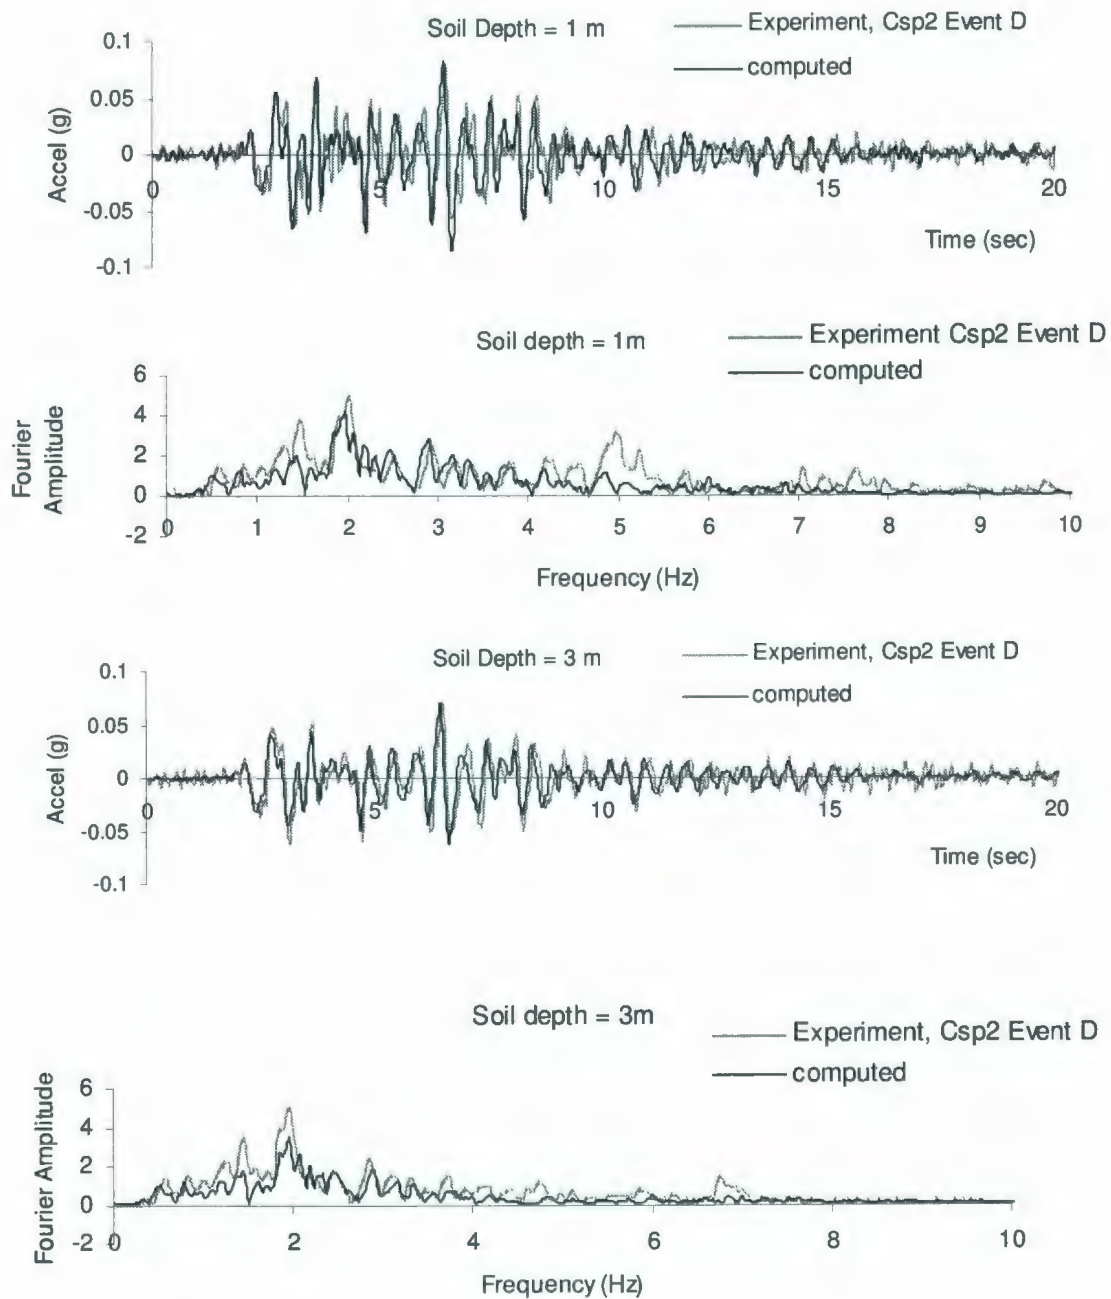 Soil Depth = 1 m
Experiment, Csp2 Event D
computed
0.1
0.05
0
-0.05
-0.1
Accel (g)
0 5 10 15 20
Time (sec)
Soil depth = 1m
Experiment Csp2 Event D
computed
6
4
2
0
-2
Fourier
Amplitude
0 1 2 3 4 5 6 7 8 9 10
Frequency (Hz)
Soil Depth = 3 m
Experiment, Csp2 Event D
computed
0.1
0.05
0
-0.05
-0.1
Accel (g)
0 5 10 15 20
Time (sec)
Soil depth = 3m
Experiment, Csp2 Event D
computed
6
4
2
0
-2
Fourier Amplitude
0 2 4 6 8 10
Frequency (Hz)